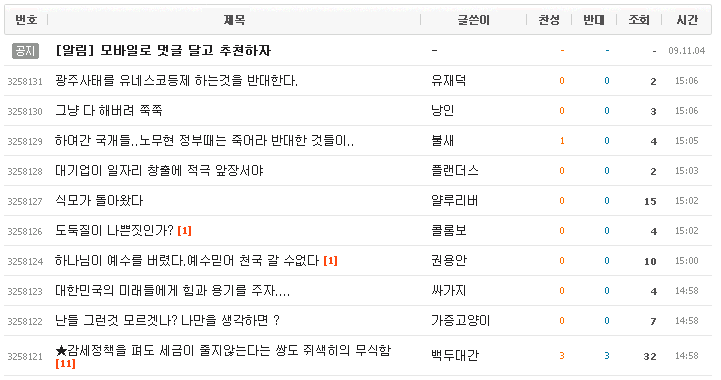 번호 제목 글쓴이 찬성 반대 조회 시간
공지 [알림] 모바일로 댓글 달고 추천하자 - - - - 09.11.04
3258131 광주사태를 유네스코등제 하는것을 반대한다. 유재덕 0 0 2 15:06
3258130 그냥 다 해버려 쭉쭉 낭인 0 0 3 15:06
3258129 하여간 국개들..노무현 정부때는 죽어라 반대한 것들이.. 불새 1 0 4 15:05
3258128 대기업이 일자리 창출에 적극 앞장서야 플랜더스 0 0 2 15:03
3258127 식모가 돌아왔다 얄루리버 0 0 15 15:02
3258126 도둑질이 나쁜짓인가? [1] 콜롬보 0 0 4 15:02
3258124 하나님이 예수를 버렸다.예수믿어 천국 갈 수없다 [1] 권용안 0 0 10 15:00
3258123 대한민국의 미래들에게 힘과 용기를 주자.... 싸가지 0 0 4 14:58
3258122 난들 그런것 모르겟나? 나만을 생각하면 ? 가증고양이 0 0 7 14:58
3258121 ★감세정책을 펴도 세금이 줄지않는다는 쌍도 쥐색히의 무식함 백두대간 3 3 32 14:58
[11]